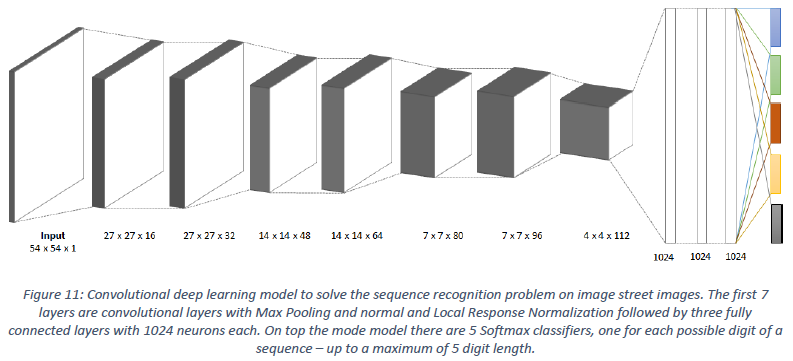 Input
54 x 54 x 1
27 x 27 x 16
27 x 27 x 32
14 x 14 x 48
14 x 14 x 64
7 x 7 x 80
7 x 7 x 96
4 x 4 x 112
1024
1024
1024
Figure 11: Convolutional deep learning model to solve the sequence recognition problem on image street images. The first 7
layers are convolutional layers with Max Pooling and normal and Local Response Normalization followed by three fully
connected layers with 1024 neurons each. On top the mode model there are 5 Softmax classifiers, one for each possible digit of a
sequence – up to a maximum of 5 digit length.